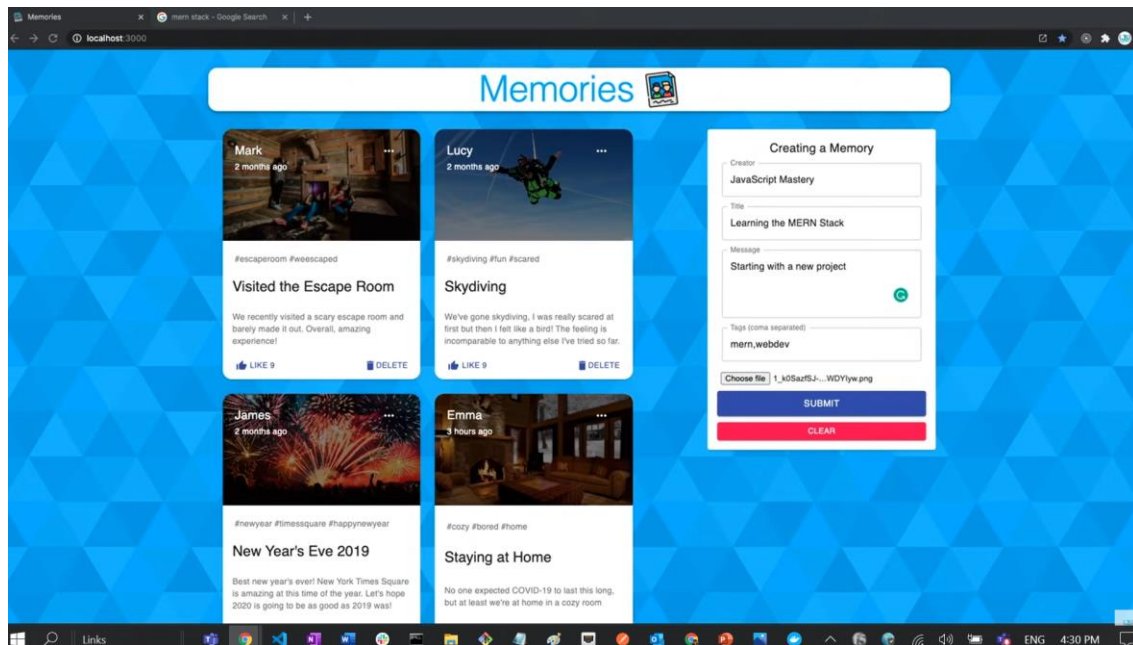 Memories
mern stack - Google Search
localhost:3000
Memories
Mark
2 months ago
#escaperoom #weescaped
Visited the Escape Room
We recently visited a scary escape room and
barely made it out. Overall, amazing
experience!
LIKE 9
DELETE
Lucy
2 months ago
#skydiving #fun #scared
Skydiving
We've gone skydiving, I was really scared at
first but then I felt like a bird! The feeling is
incomparable to anything else I've tried so far.
LIKE 9
DELETE
James
2 months ago
#newyear #timessquare #happynewyear
New Year's Eve 2019
Best new year's ever! New York Times Square
is amazing at this time of the year. Let's hope
2020 is going to be as good as 2019 was!
Emma
3 hours ago
#cozy #bored #home
Staying at Home
No one expected COVID-19 to last this long,
but at least we're at home in a cozy room
Creating a Memory
Creator
JavaScript Mastery
Title
Learning the MERN Stack
Message
Starting with a new project
Tags (coma separated)
mern,webdev
Choose file 1_k0SazfSJ-...WDYIyw.png
SUBMIT
CLEAR
Links
ENG 4:30 PM